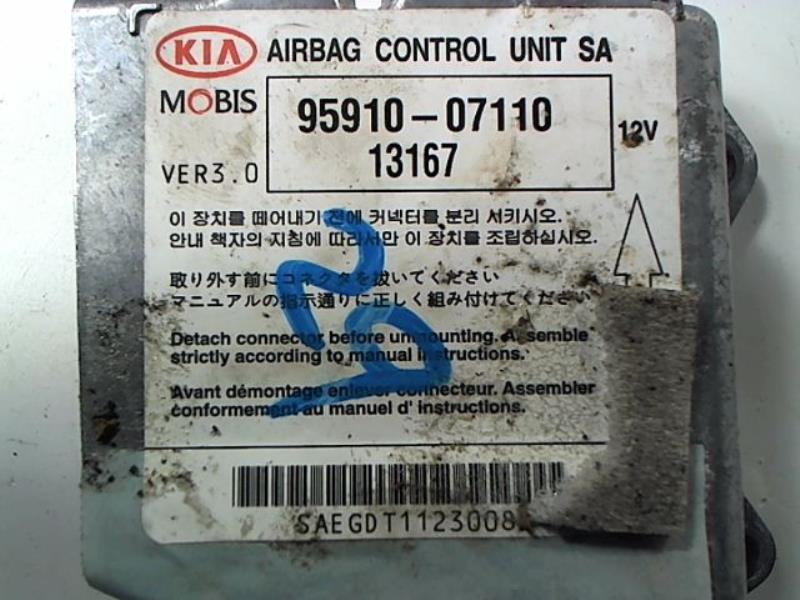 KIA AIRBAG CONTROL UNIT SA
MOBIS
95910-07110
13167
12V
VER3.0
이 장치를 떼어내기 전에 커넥터를 분리 시키시오.
안내 책자의 지침에 따라서만 이 장치를 조립하십시오.
取り外す前にコネクタを抜いてください
マニュアルの指示通りに正しく組み付けてください
Detach connector before unmounting. Assemble
strictly according to manual instructions.
Avant démontage enlever connecteur. Assembler
conformement au manuel d' instructions.
SAEGDT1123008